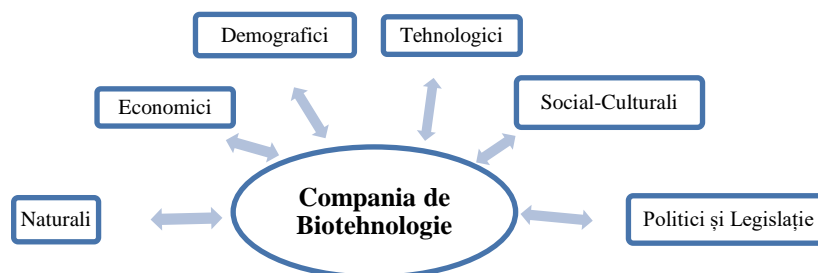 Demografici
Tehnologici
Economici
Social-Culturali
Compania de
Biotehnologie
Naturali
Politici și Legislație